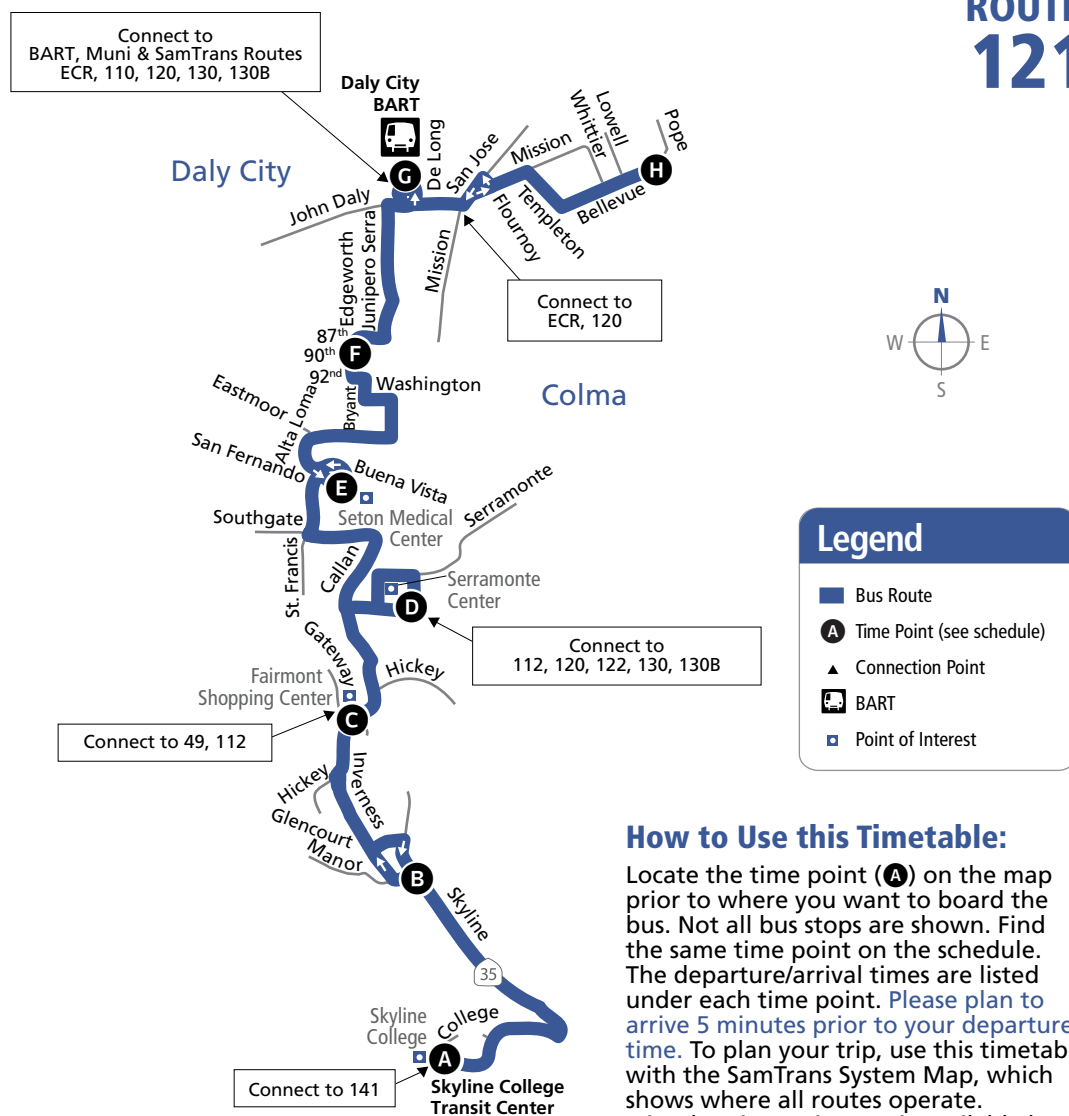 ROUTE
121
Connect to
BART, Muni & SamTrans Routes
ECR, 110, 120, 130, 130B
Daly City
BART
Daly City
G
De Long
San Jose
Mission
Whittier
Lowell
Pope
H
John Daly
Flournoy
Templeton
Bellevue
Junipero Serra
Edgeworth
Mission
Connect to
ECR, 120
N
W
E
S
87th
90th
F
92nd
Washington
Colma
Eastmoor
Alta Loma
Bryant
San Fernando
Buena Vista
E
Seton Medical
Center
Serramonte
Southgate
St. Francis
Callan
Serramonte
Center
D
Connect to
112, 120, 122, 130, 130B
Gateway
Hickey
Fairmont
Shopping Center
C
Connect to 49, 112
Inverness
Hickey
Glencourt
Manor
B
Skyline
35
Skyline
College
College
A
Connect to 141
Skyline College
Transit Center
Legend
Bus Route
A Time Point (see schedule)
Connection Point
BART
Point of Interest
How to Use this Timetable:
Locate the time point (A) on the map
prior to where you want to board the
bus. Not all bus stops are shown. Find
the same time point on the schedule.
The departure/arrival times are listed
under each time point. Please plan to
arrive 5 minutes prior to your departure
time. To plan your trip, use this timetab
with the SamTrans System Map, which
shows where all routes operate.